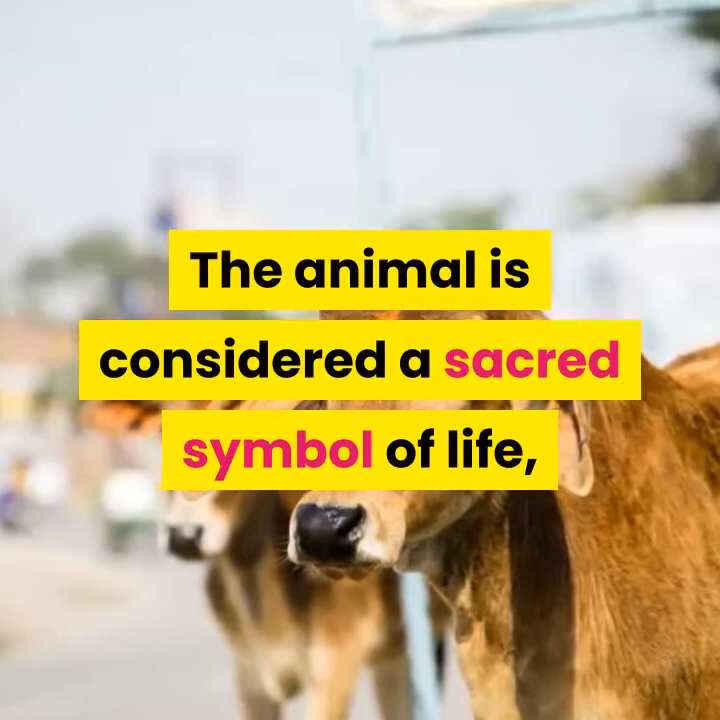 The animal is
considered a sacred
symbol of life,